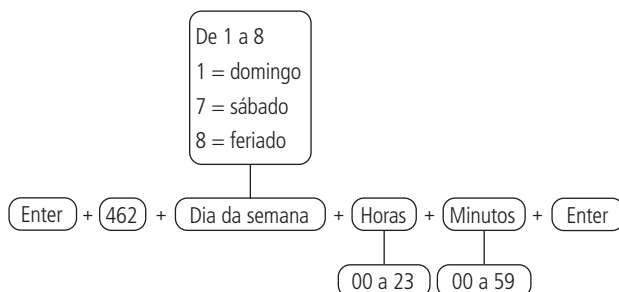 De 1 a 8
1 = domingo
7 = sábado
8 = feriado
Enter + 462 + Dia da semana + Horas + Minutos + Enter
00 a 23 00 a 59